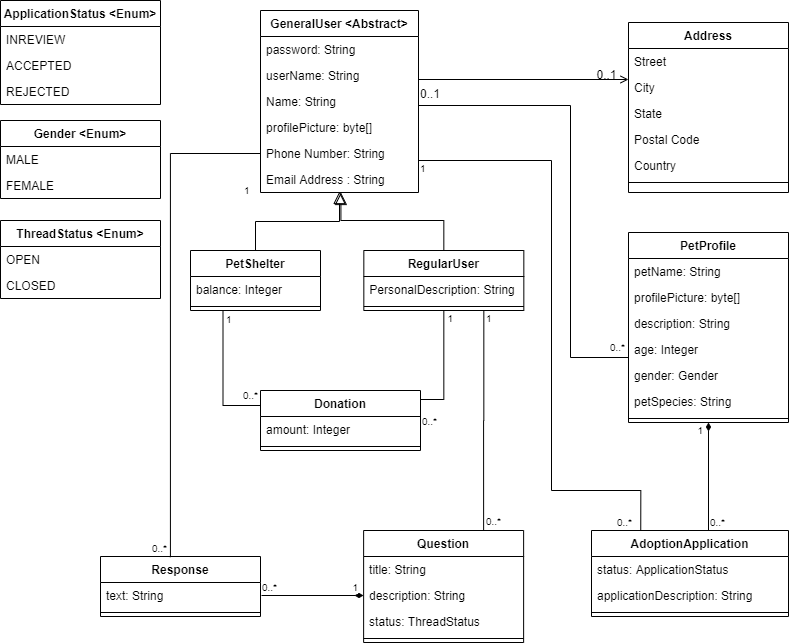 ApplicationStatus <Enum>
INREVIEW
ACCEPTED
REJECTED
Gender <Enum>
MALE
FEMALE
ThreadStatus <Enum>
OPEN
CLOSED
GeneralUser <Abstract>
password: String
userName: String
Name: String
profilePicture: byte[]
Phone Number: String
Email Address : String
0..1
0..1
1
1
Address
Street
City
State
Postal Code
Country
PetShelter
balance: Integer
RegularUser
PersonalDescription: String
1
1
1
PetProfile
petName: String
profilePicture: byte[]
description: String
age: Integer
gender: Gender
petSpecies: String
0..*
1
0..*
Donation
amount: Integer
0..*
0..*
0..*
0..*
0..*
Response
text: String
0..*
1
Question
title: String
description: String
status: ThreadStatus
AdoptionApplication
status: ApplicationStatus
applicationDescription: String